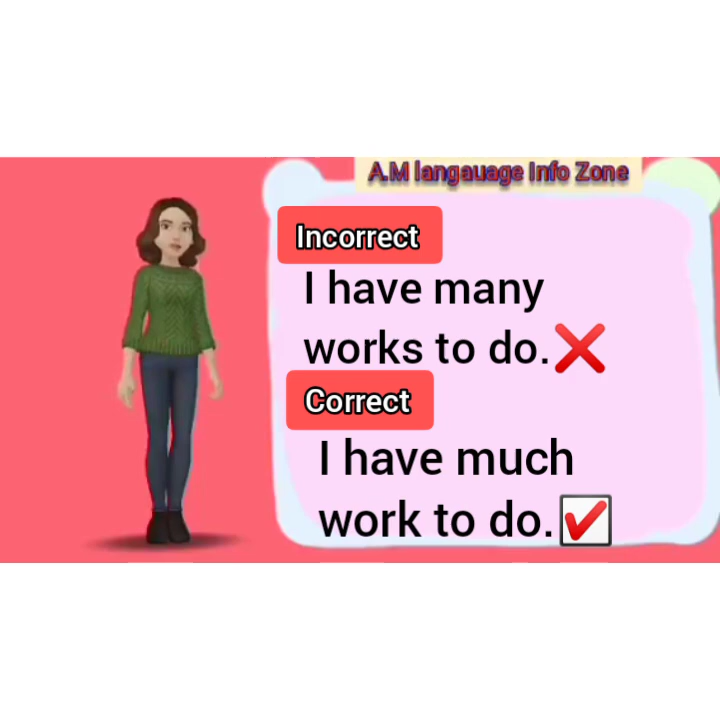 A.M langauage Info Zone
Incorrect
I have many
works to do.❌
Correct
I have much
work to do.☑